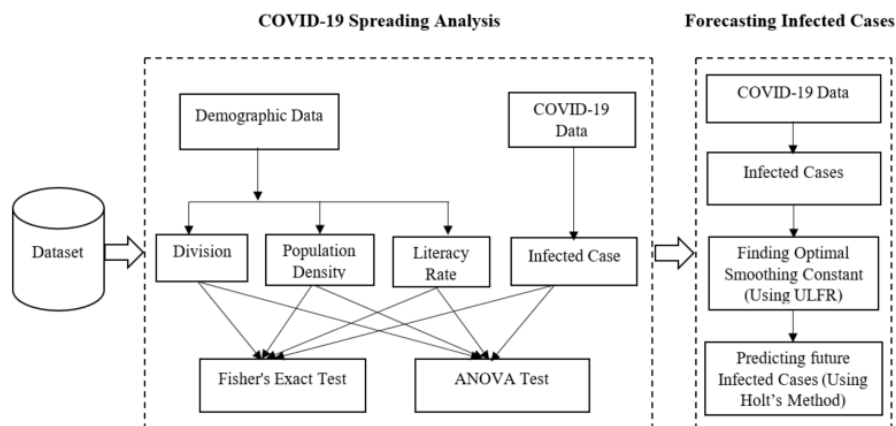 COVID-19 Spreading Analysis
Forecasting Infected Cases
Dataset
Demographic Data
COVID-19
Data
Division
Population
Density
Literacy
Rate
Infected Case
Fisher's Exact Test
ANOVA Test
COVID-19 Data
Infected Cases
Finding Optimal
Smoothing Constant
(Using ULFR)
Predicting future
Infected Cases (Using
Holt's Method)